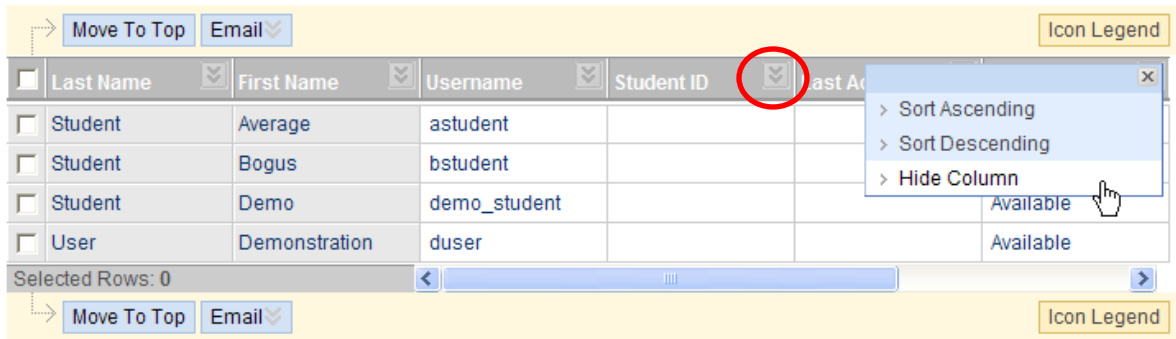 Move To Top Email Icon Legend
Last Name First Name Username Student ID Last Ac
Sort Ascending
Sort Descending
Hide Column
Student Average astudent
Student Bogus bstudent
Student Demo demo_student Available
User Demonstration duser Available
Selected Rows: 0
Move To Top Email Icon Legend